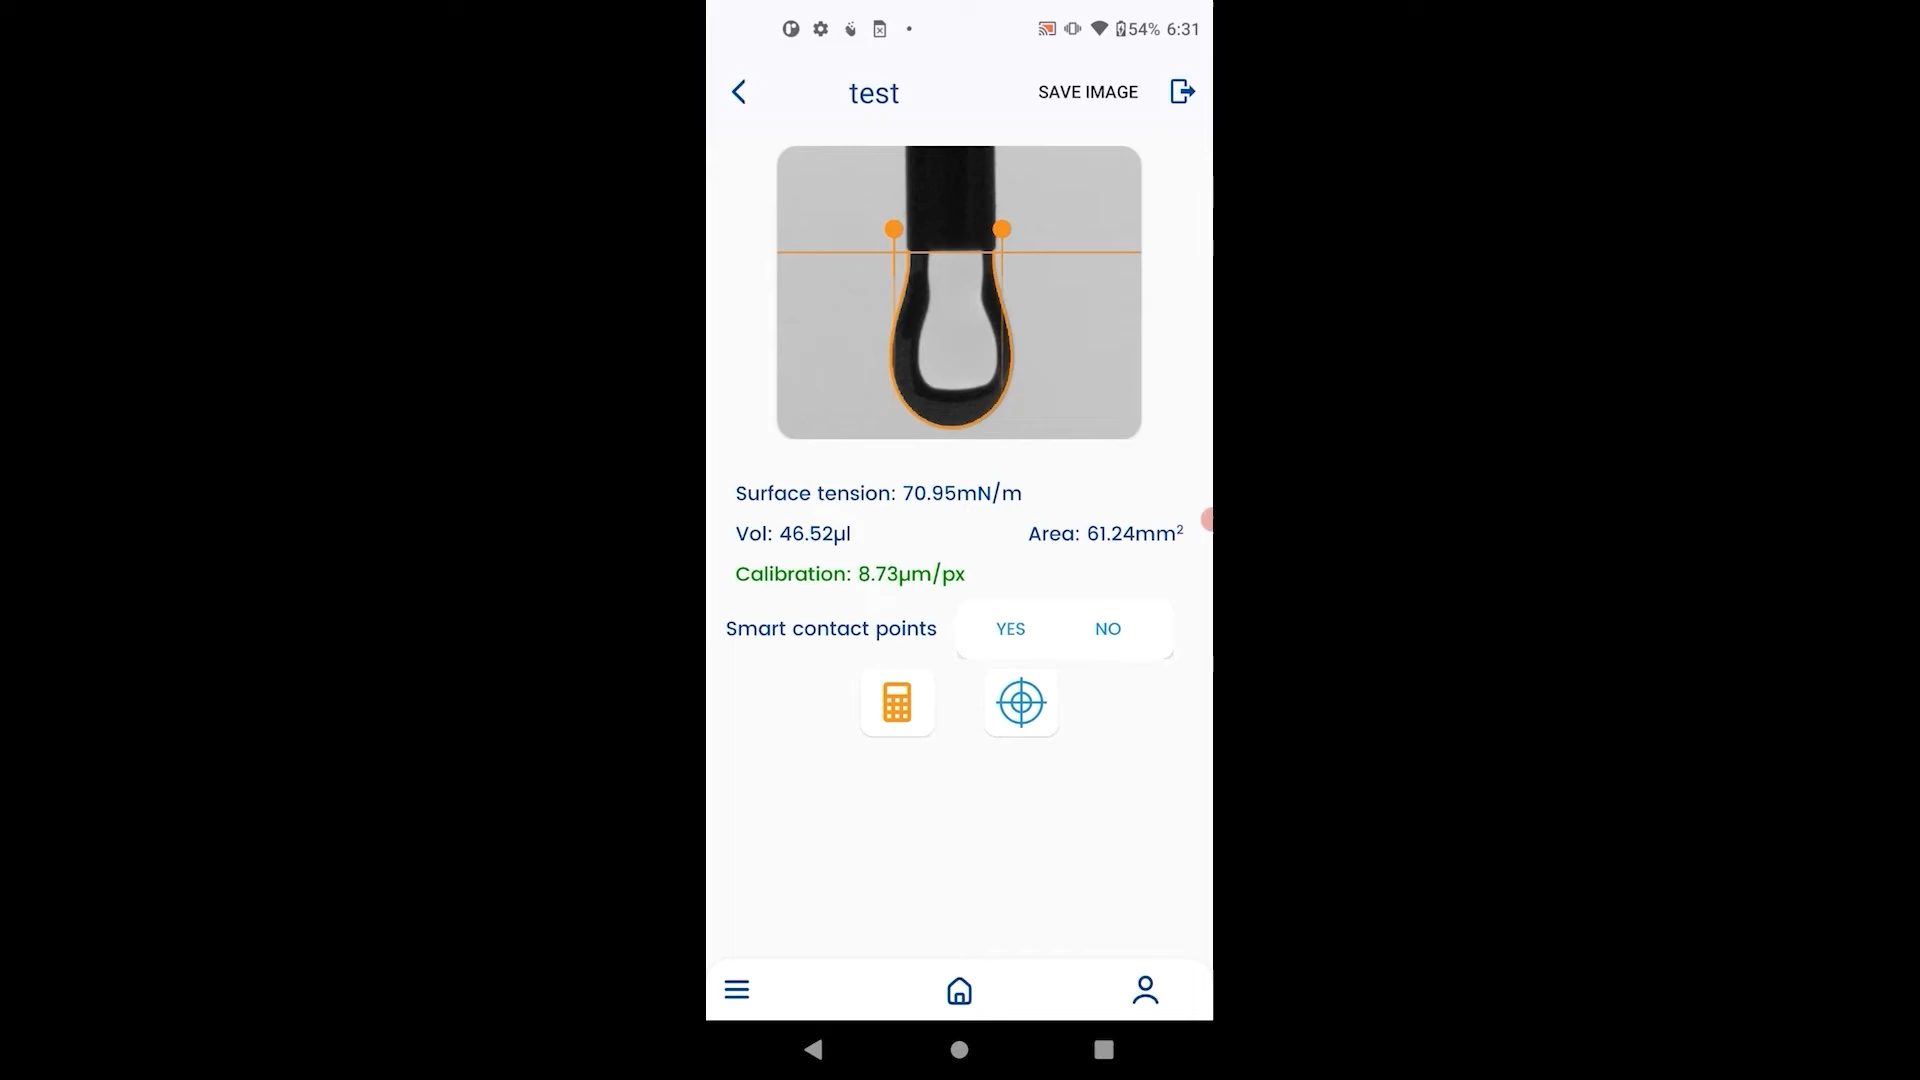 54% 6:31
test
SAVE IMAGE
Surface tension: 70.95mN/m
Vol: 46.52µl
Area: 61.24mm²
Calibration: 8.73µm/px
Smart contact points
YES
NO